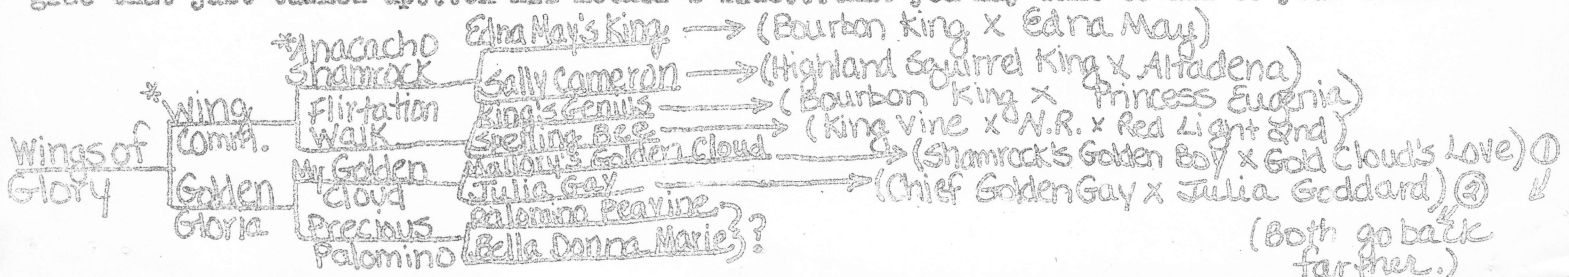 Edna May's King → (Bourbon King x Edna May)
*Anacacho
Shamrock
Sally Cameron → (Highland Squirrel King x Altadena)
*Wing
Comm.
Flirtation
Walk
King's Genius → (Bourbon King x Princess Eugenia)
Spelling Bee → (King Vine x N.R. x Red Light 2nd)
Wings of
Glory
My Golden
Cloud
Mallory's Golden Cloud → (Shamrock's Golden Boy x Gold Cloud's Love) ①
Golden
Gloria
Julia Gay → (Chief Golden Gay x Julia Goddard) ②
Precious
Palomino
Palomino Peavine
Bella Donna Marie } ?
(Both go back
farther.)